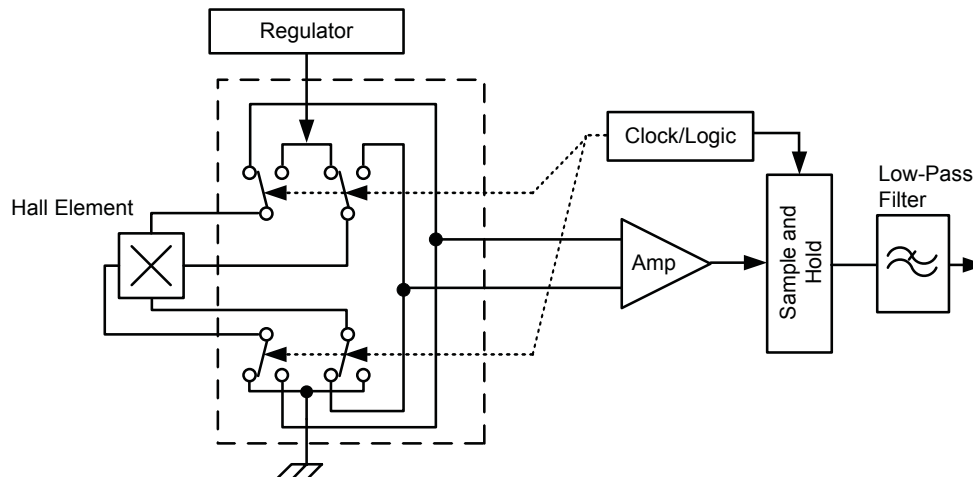 Regulator
Clock/Logic
Low-Pass
Filter
Hall Element
Amp
Sample and
Hold